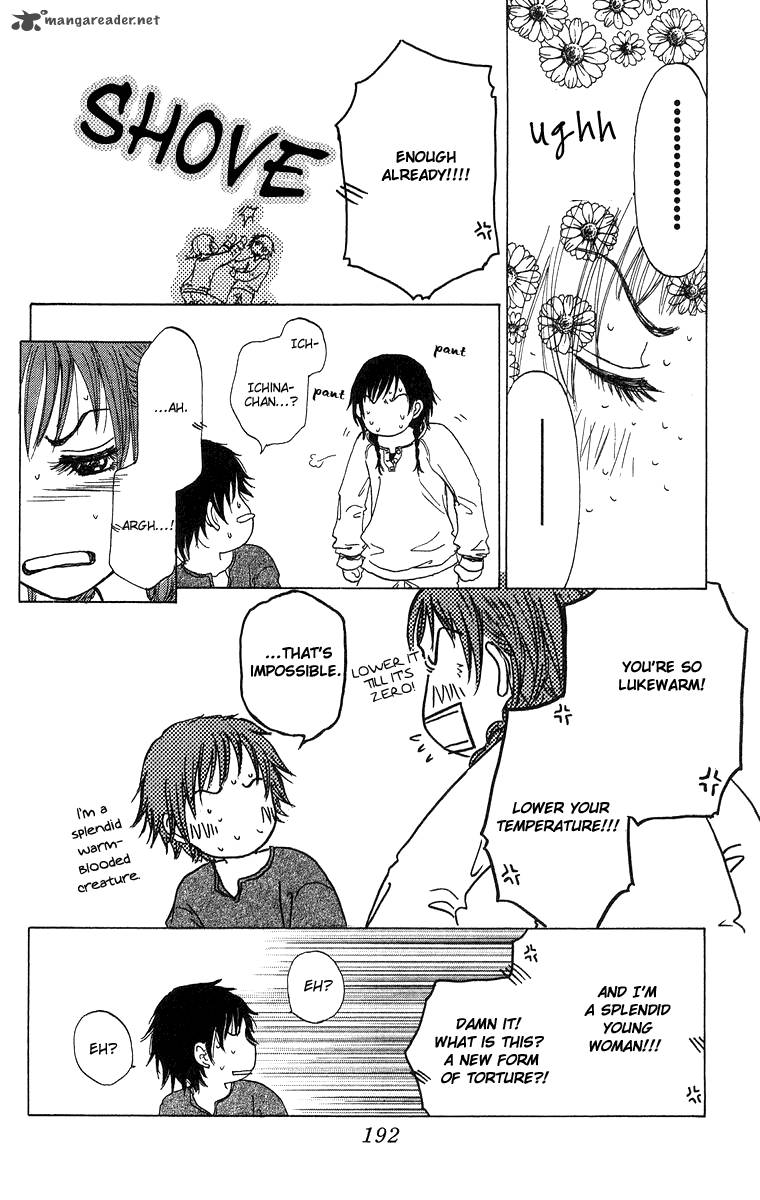 mangareader.net
.............
ughh
ENOUGH
ALREADY!!!!
SHOVE
pant
pant
ICH-
ICHINA-
CHAN...?
...AH.
ARGH...!
YOU'RE SO
LUKEWARM!
LOWER YOUR
TEMPERATURE!!!
LOWER IT
TILL IT'S
ZERO!
...THAT'S
IMPOSSIBLE.
I'm a
splendid
warm-
blooded
creature.
AND I'M
A SPLENDID
YOUNG
WOMAN!!!
DAMN IT!
WHAT IS THIS?
A NEW FORM
OF TORTURE?!
EH?
EH?
192